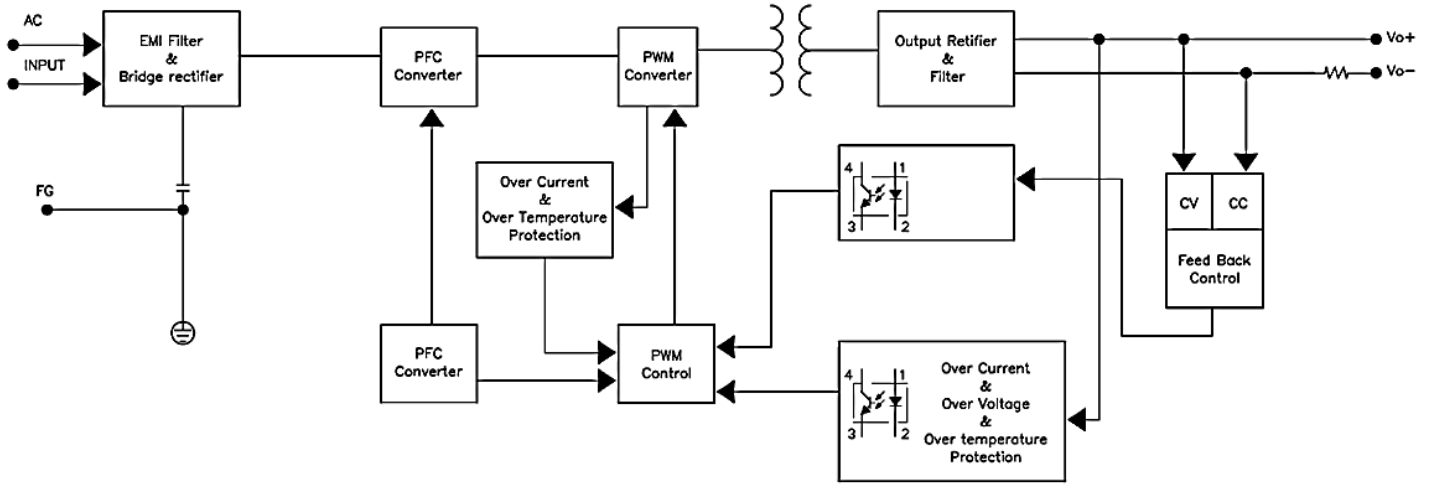 AC
INPUT
EMI Filter
&
Bridge rectifier
FG
PFC
Converter
PWM
Converter
Output Retifier
&
Filter
Vo+
Vo-
Over Current
&
Over Temperature
Protection
4 1
3 2
CV CC
Feed Back
Control
PFC
Converter
PWM
Control
4 1
3 2
Over Current
&
Over Voltage
&
Over temperature
Protection